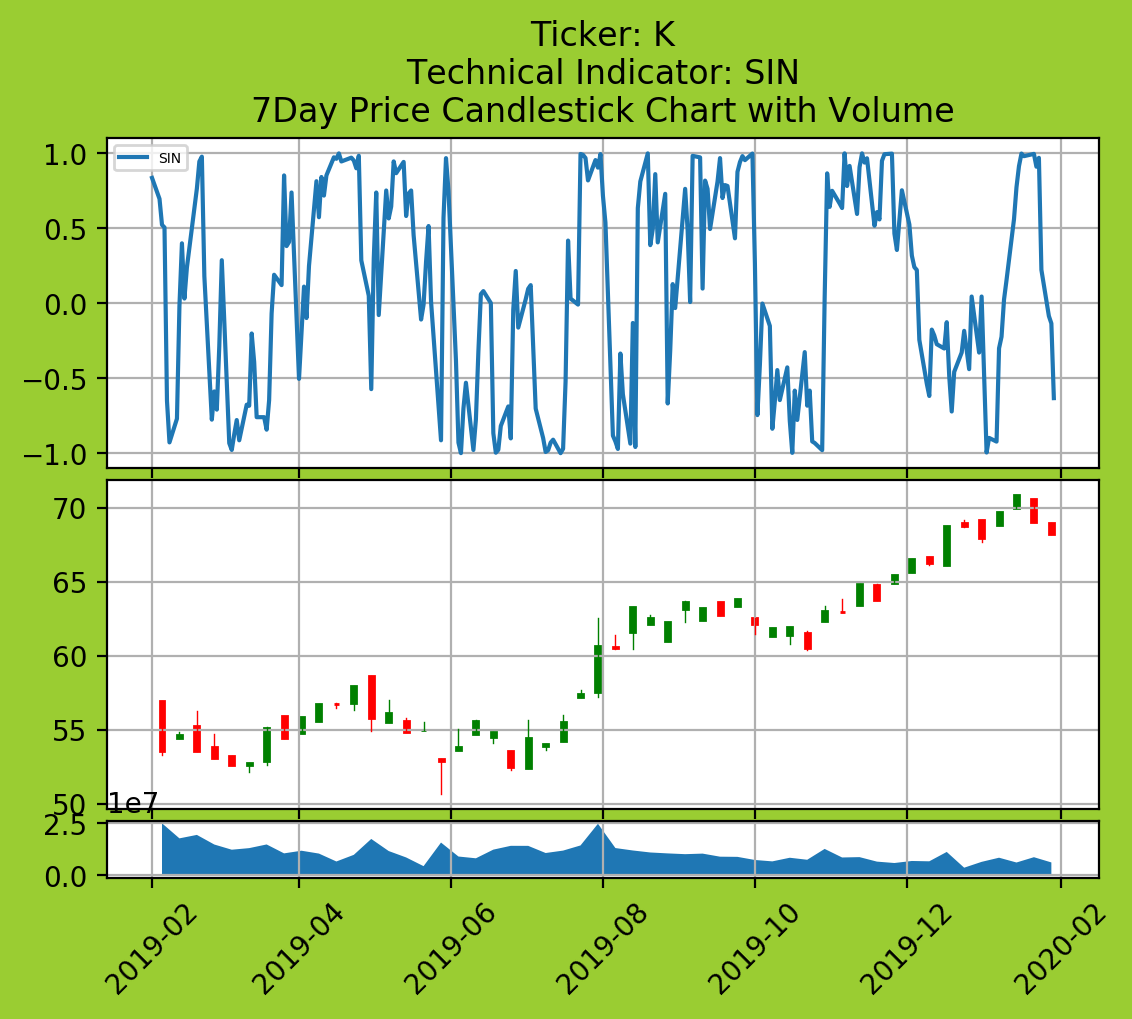 Ticker: K
Technical Indicator: SIN
7Day Price Candlestick Chart with Volume
SIN
1.0
0.5
0.0
−0.5
−1.0
70
65
60
55
50
1e7
2.5
0.0
2019-02 2019-04 2019-06 2019-08 2019-10 2019-12 2020-02